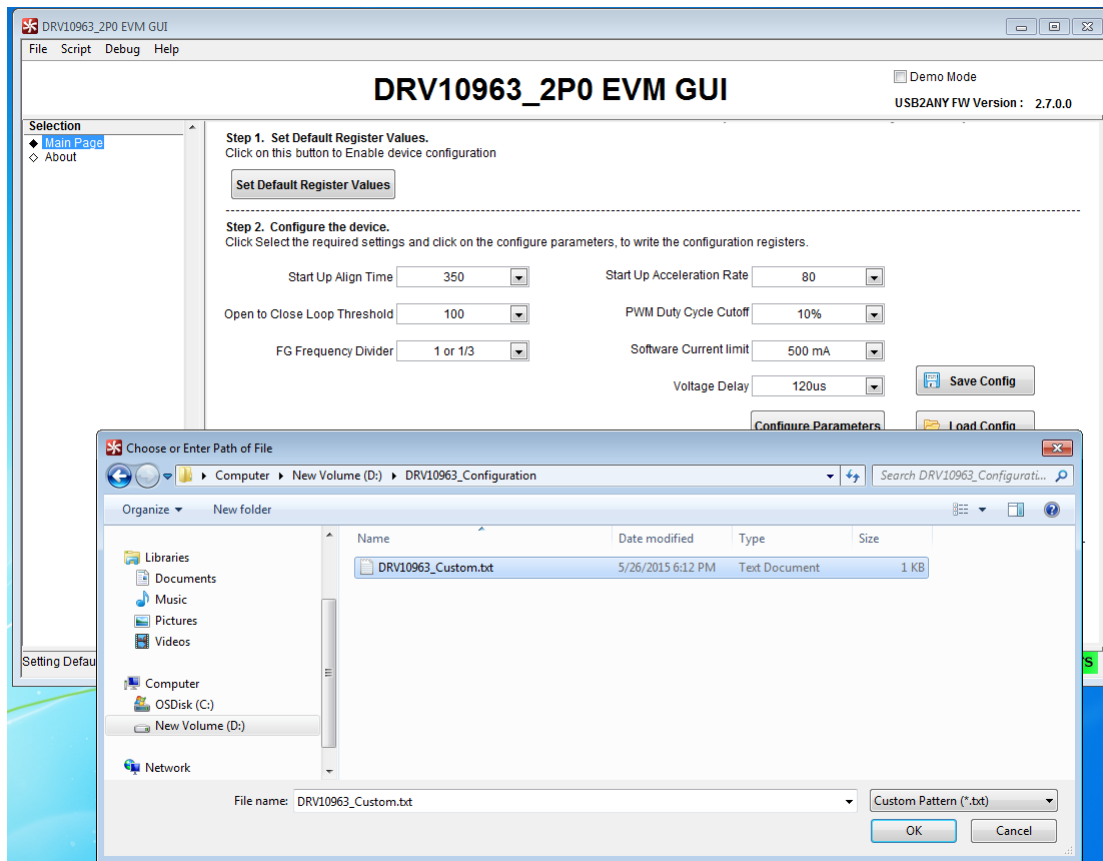 DRV10963_2P0 EVM GUI
File Script Debug Help
DRV10963_2P0 EVM GUI
Demo Mode
USB2ANY FW Version : 2.7.0.0
Selection
Main Page
About
Step 1. Set Default Register Values.
Click on this button to Enable device configuration
Set Default Register Values
Step 2. Configure the device.
Click Select the required settings and click on the configure parameters, to write the configuration registers.
Start Up Align Time 350 Start Up Acceleration Rate 80
Open to Close Loop Threshold 100 PWM Duty Cycle Cutoff 10%
FG Frequency Divider 1 or 1/3 Software Current limit 500 mA
Voltage Delay 120us Save Config
Configure Parameters Load Config
Setting Defau
Choose or Enter Path of File
Computer New Volume (D:) DRV10963_Configuration Search DRV10963_Configurati...
Organize New folder
Name Date modified Type Size
DRV10963_Custom.txt 5/26/2015 6:12 PM Text Document 1 KB
Libraries
Documents
Music
Pictures
Videos
Computer
OSDisk (C:)
New Volume (D:)
Network
File name: DRV10963_Custom.txt Custom Pattern (*.txt)
OK Cancel